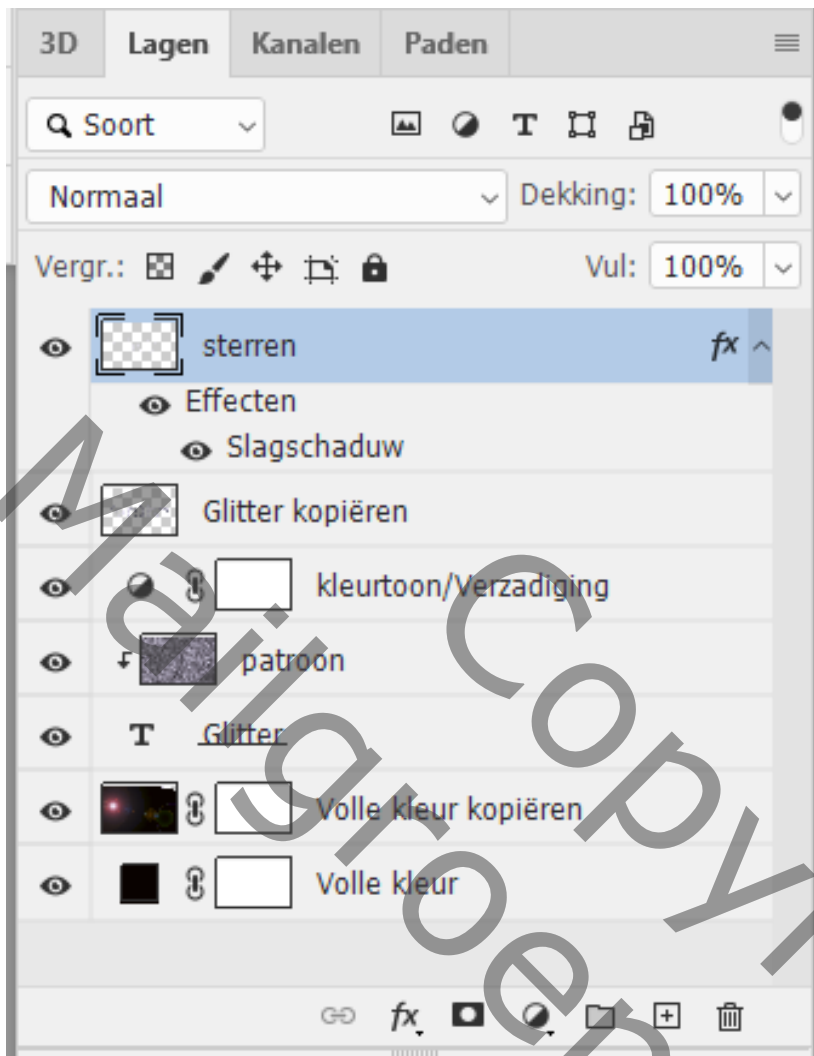 3D Lagen Kanalen Paden
Soort
Normaal Dekking: 100%
Vergr.: Vul: 100%
sterren fx
Effecten
Slagschaduw
Glitter kopiëren
kleurtoon/Verzadiging
patroon
T Glitter
Volle kleur kopiëren
Volle kleur
fx